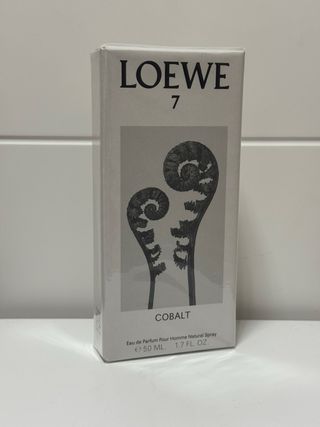 LOEWE
7
COBALT
Eau de Parfum Pour Homme Natural Spray
℮ 50 ML. 1.7 FL. OZ.